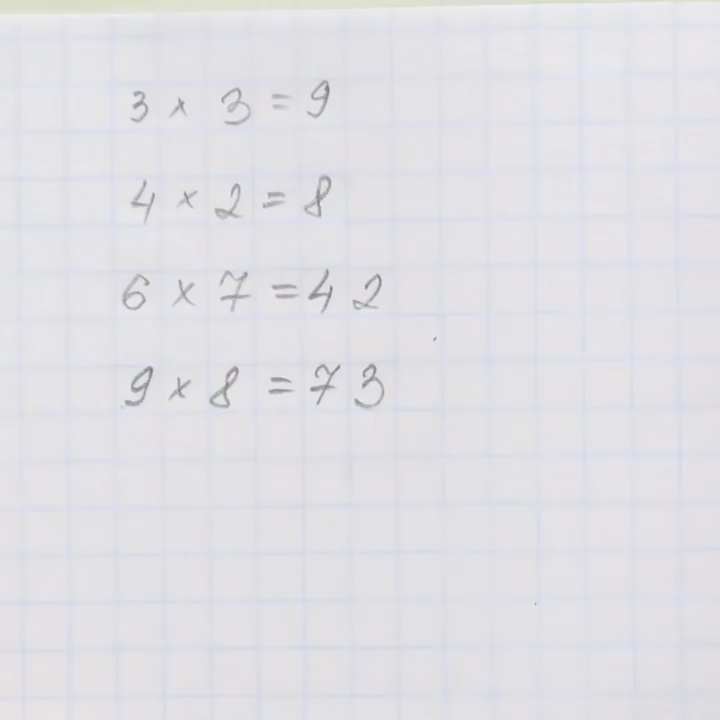 3 × 3 = 9
4 × 2 = 8
6 × 7 = 42
9 × 8 = 73